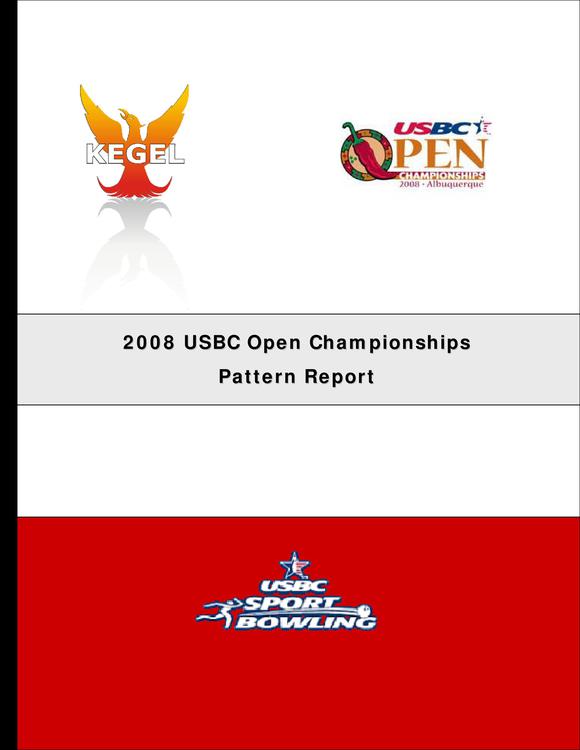 KEGEL
USBC
OPEN
CHAMPIONSHIPS
2008 • Albuquerque
2008 USBC Open Championships
Pattern Report
USBC
SPORT
BOWLING